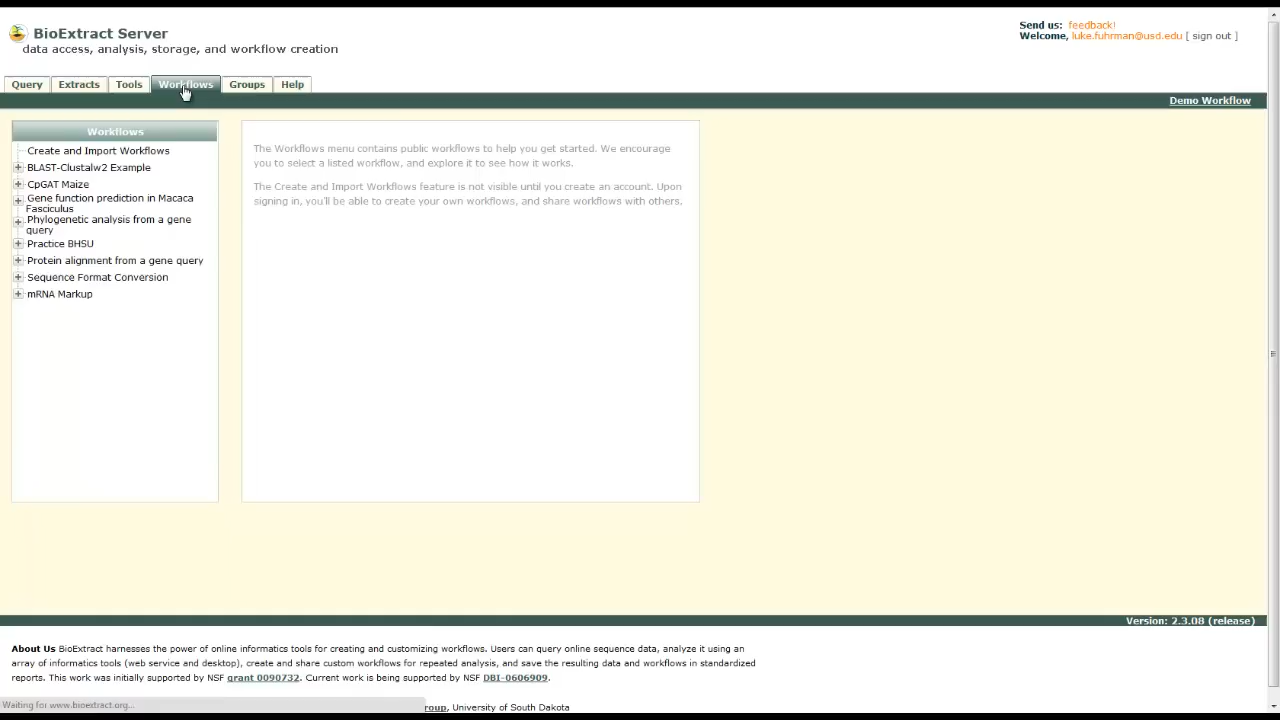 BioExtract Server
data access, analysis, storage, and workflow creation
Send us: feedback!
Welcome, luke.fuhrman@usd.edu [ sign out ]
Query Extracts Tools Workflows Groups Help
Demo Workflow
Workflows
Create and Import Workflows
BLAST-Clustalw2 Example
CpGAT Maize
Gene function prediction in Macaca
Fasciculus
Phylogenetic analysis from a gene
query
Practice BHSU
Protein alignment from a gene query
Sequence Format Conversion
mRNA Markup
The Workflows menu contains public workflows to help you get started. We encourage
you to select a listed workflow, and explore it to see how it works.
The Create and Import Workflows feature is not visible until you create an account. Upon
signing in, you'll be able to create your own workflows, and share workflows with others.
Version: 2.3.08 (release)
About Us BioExtract harnesses the power of online informatics tools for creating and customizing workflows. Users can query online sequence data, analyze it using an
array of informatics tools (web service and desktop), create and share custom workflows for repeated analysis, and save the resulting data and workflows in standardized
reports. This work was initially supported by NSF grant 0090732. Current work is being supported by NSF DBI-0606909.
Waiting for www.bioextract.org...
roup, University of South Dakota